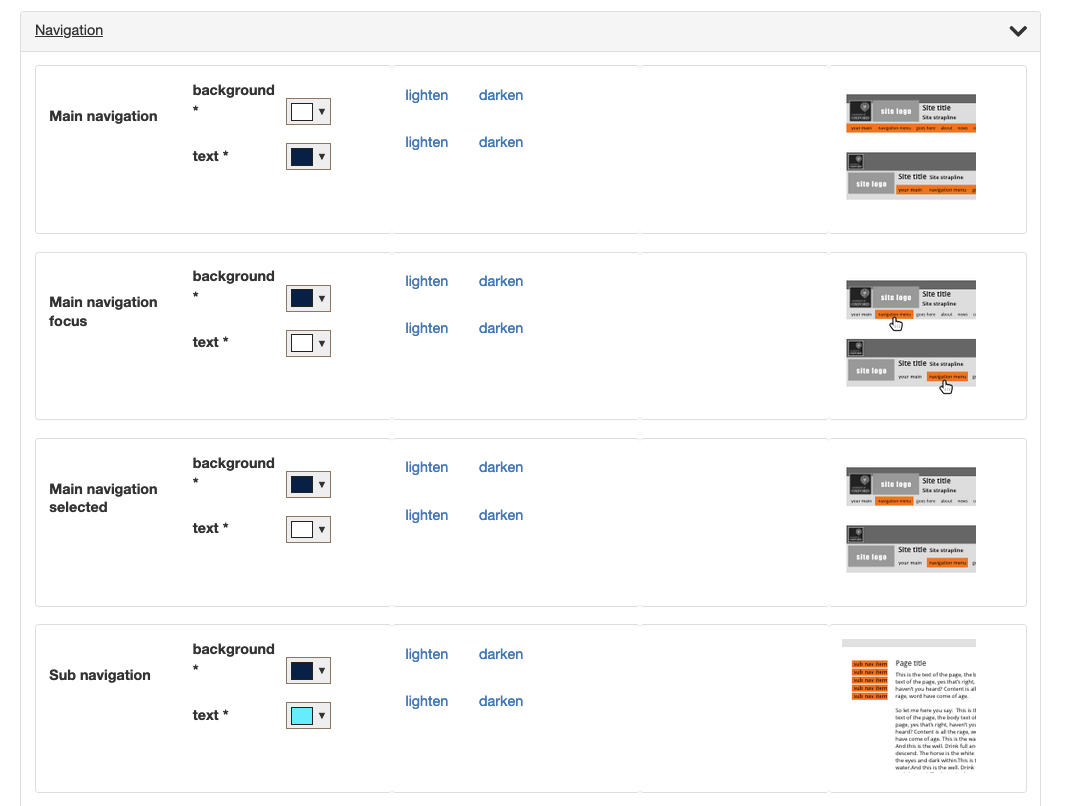 Navigation
Main navigation
background
*
text *
lighten darken
lighten darken
site logo
Site title
Site strapline
your main navigation menu goes here about news
site logo
Site title Site strapline
your main navigation menu
Main navigation
focus
background
*
text *
lighten darken
lighten darken
site logo
Site title
Site strapline
your main navigation menu goes here about news
site logo
Site title Site strapline
your main navigation menu
Main navigation
selected
background
*
text *
lighten darken
lighten darken
site logo
Site title
Site strapline
your main navigation menu goes here about news
site logo
Site title Site strapline
your main navigation menu
Sub navigation
background
*
text *
lighten darken
lighten darken
sub nav item
sub nav item
sub nav item
sub nav item
sub nav item
Page title
This is the text of the page, the b
text of the page, yes that's right,
haven't you heard? Content is all
rage, word have come of age.
So let me here you say: This is t
text of the page, the body text of
page, yes that's right, haven't you
heard? Content is all the rage, w
have come of age. This is the wa
And this is the well. Drink full an
descend. The horse is the white
the eyes and dark within.This is t
water.And this is the well. Drink